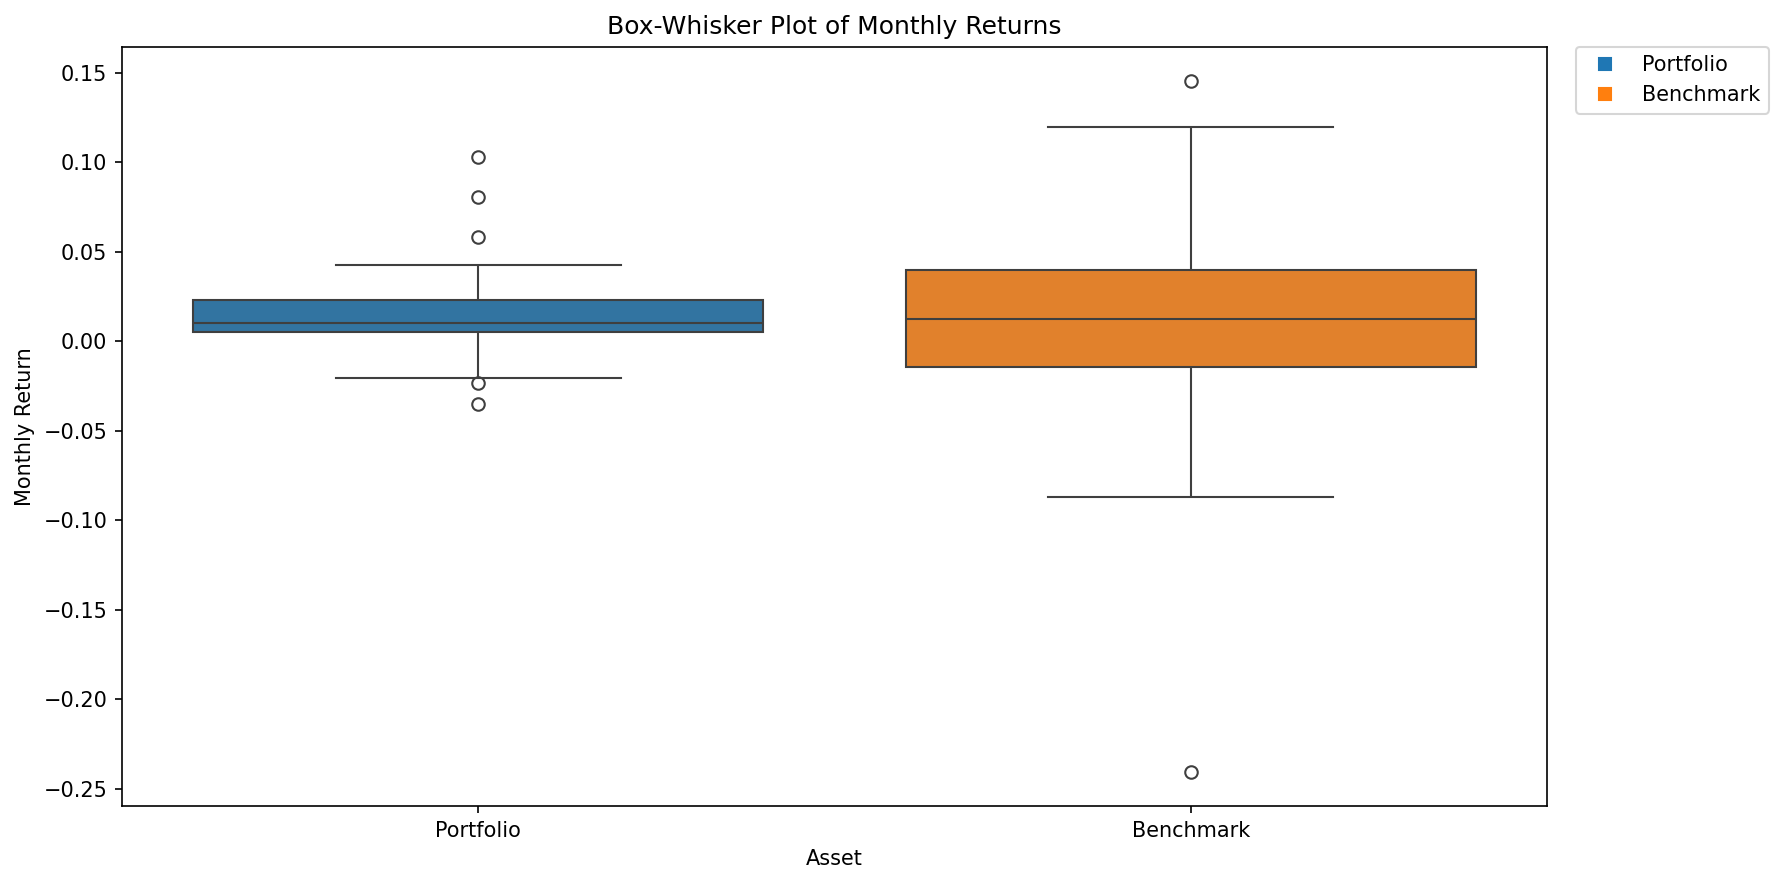 Box-Whisker Plot of Monthly Returns
Portfolio
Benchmark
0.15
0.10
0.05
0.00
−0.05
−0.10
−0.15
−0.20
−0.25
Monthly Return
Portfolio
Benchmark
Asset